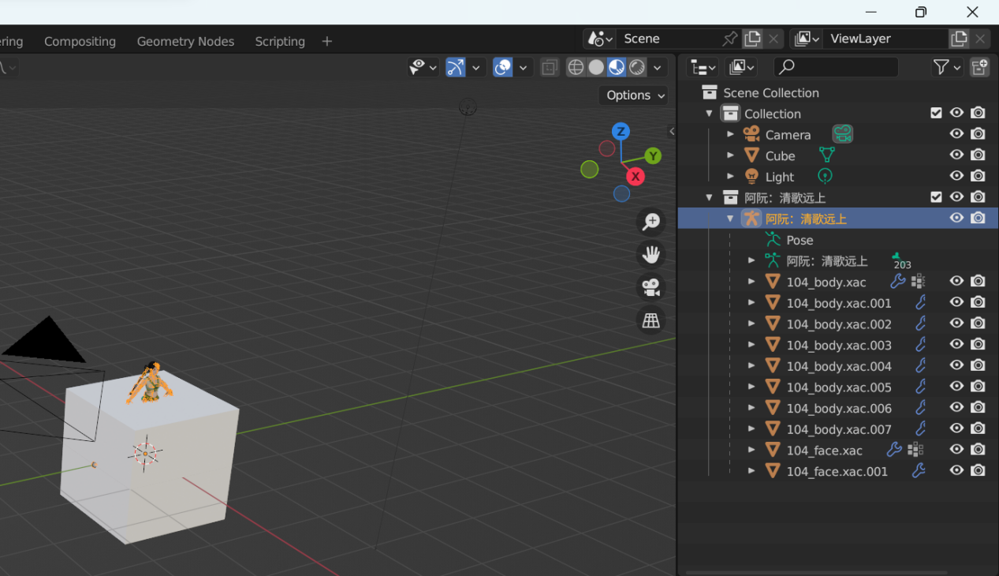 ring Compositing Geometry Nodes Scripting +
Scene
ViewLayer
Options
Z
Y
X
Scene Collection
Collection
Camera
Cube
Light
阿阮：清歌远上
阿阮：清歌远上
Pose
阿阮：清歌远上 203
104_body.xac
104_body.xac.001
104_body.xac.002
104_body.xac.003
104_body.xac.004
104_body.xac.005
104_body.xac.006
104_body.xac.007
104_face.xac
104_face.xac.001